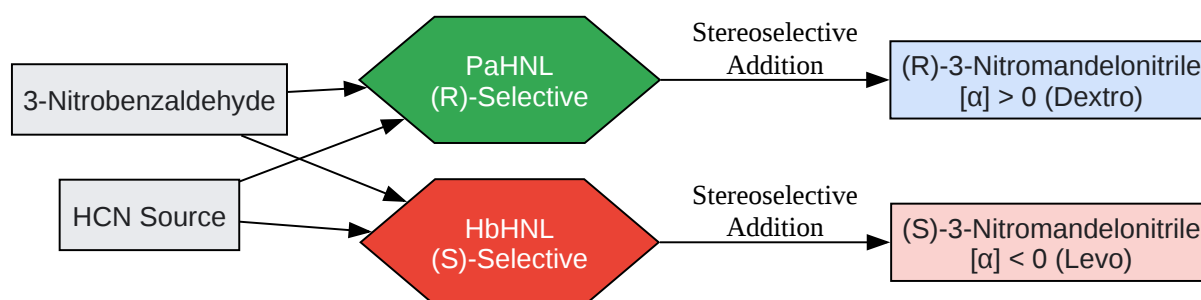 3-Nitrobenzaldehyde
HCN Source
PaHNL
(R)-Selective
HbHNL
(S)-Selective
Stereoselective
Addition
Stereoselective
Addition
(R)-3-Nitromandelonitrile
[α] > 0 (Dextro)
(S)-3-Nitromandelonitrile
[α] < 0 (Levo)